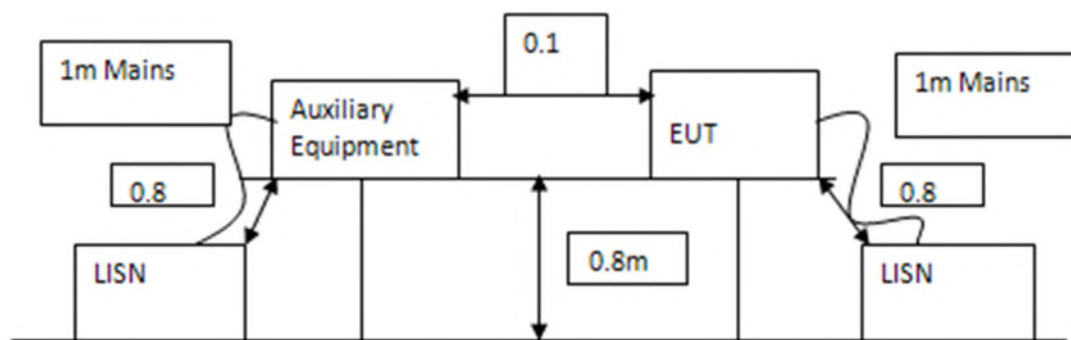 0.1
1m Mains
1m Mains
Auxiliary
Equipment
EUT
0.8
0.8
0.8m
LISN
LISN